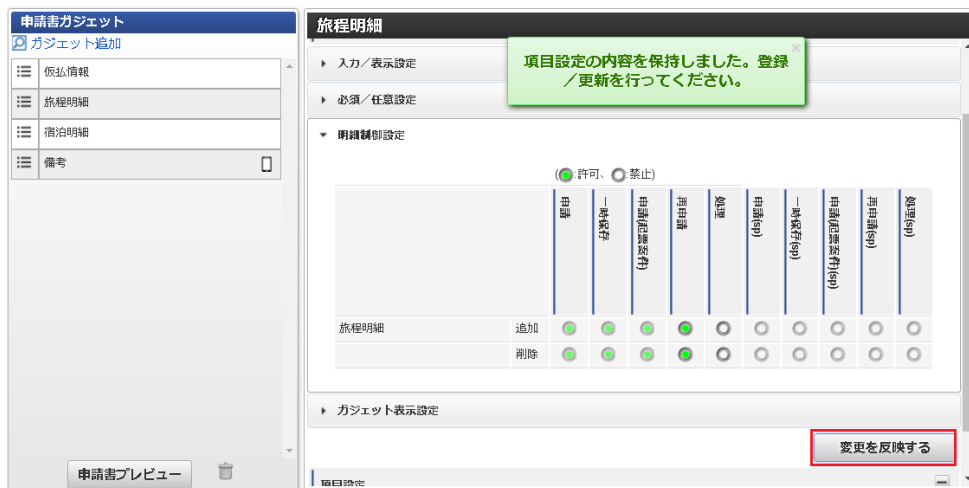 申請書ガジェット
ガジェット追加
仮払情報
旅程明細
宿泊明細
備考
申請書プレビュー
旅程明細
入力／表示設定
必須／任意設定
明細制御設定
項目設定の内容を保持しました。登録
／更新を行ってください。
×
(●:許可、○:禁止)
申請
一時保存
申請(起票案件)
再申請
処理
申請(sp)
一時保存(sp)
申請(起票案件)(sp)
再申請(sp)
処理(sp)
旅程明細 追加
削除
ガジェット表示設定
変更を反映する
項目設定